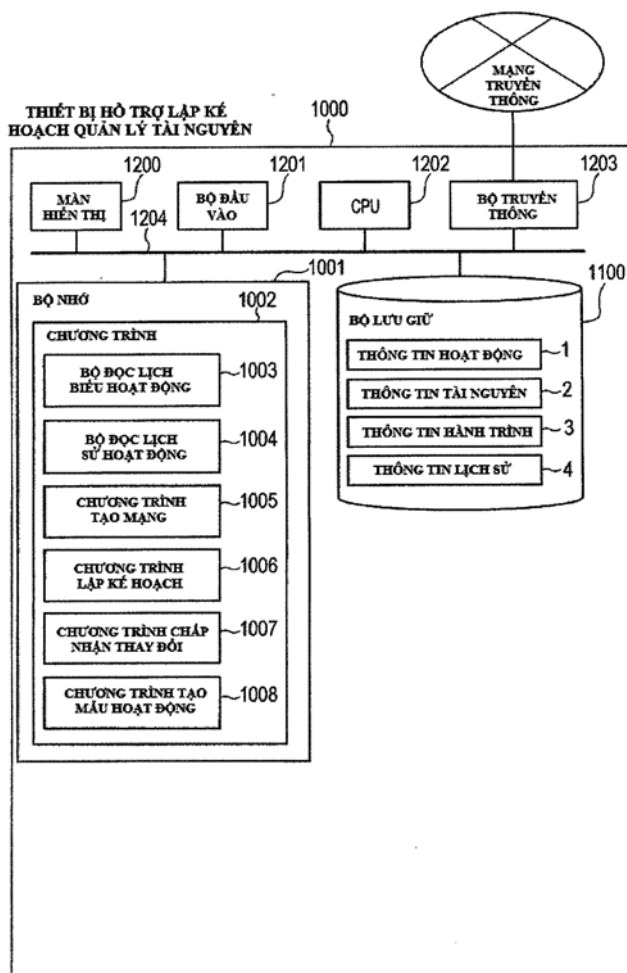 MẠNG
TRUYỀN
THÔNG
THIẾT BỊ HỖ TRỢ LẬP KẾ
HOẠCH QUẢN LÝ TÀI NGUYÊN
1000
1200
1201
1202
1203
MÀN
HIỂN THỊ
BỘ ĐẦU
VÀO
CPU
BỘ TRUYỀN
THÔNG
1204
1001
1100
BỘ NHỚ
1002
CHƯƠNG TRÌNH
BỘ ĐỌC LỊCH
BIỂU HOẠT ĐỘNG
1003
BỘ ĐỌC LỊCH
SỬ HOẠT ĐỘNG
1004
CHƯƠNG TRÌNH
TẠO MẠNG
1005
CHƯƠNG TRÌNH
LẬP KẾ HOẠCH
1006
CHƯƠNG TRÌNH CHẤP
NHẬN THAY ĐỔI
1007
CHƯƠNG TRÌNH TẠO
MẪU HOẠT ĐỘNG
1008
BỘ LƯU GIỮ
THÔNG TIN HOẠT ĐỘNG
1
THÔNG TIN TÀI NGUYÊN
2
THÔNG TIN HÀNH TRÌNH
3
THÔNG TIN LỊCH SỬ
4